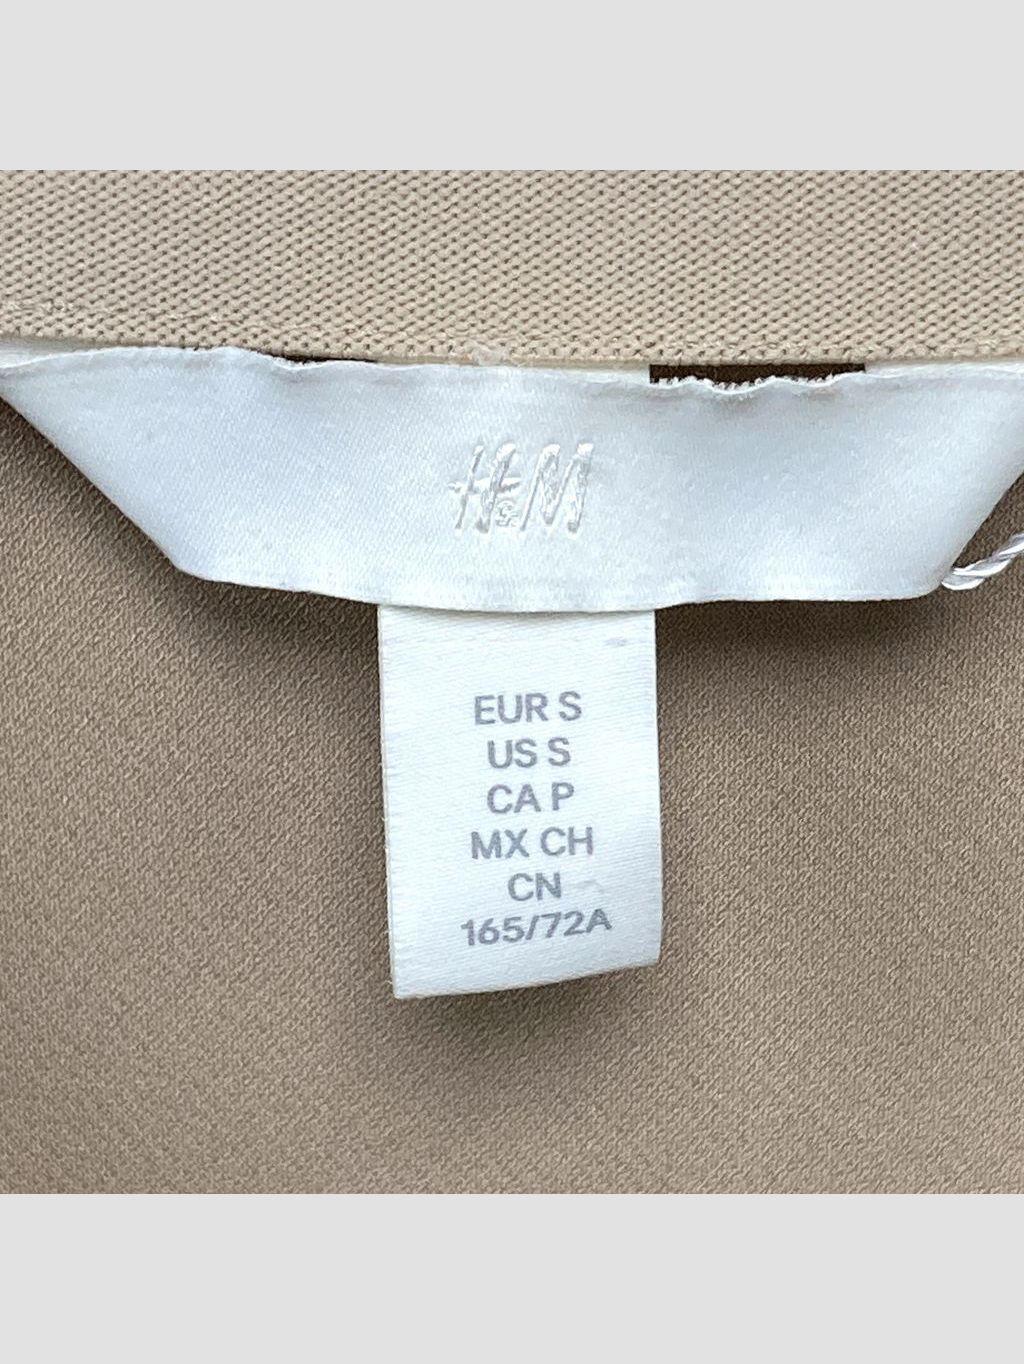 H&M
EUR S
US S
CA P
MX CH
CN
165/72A